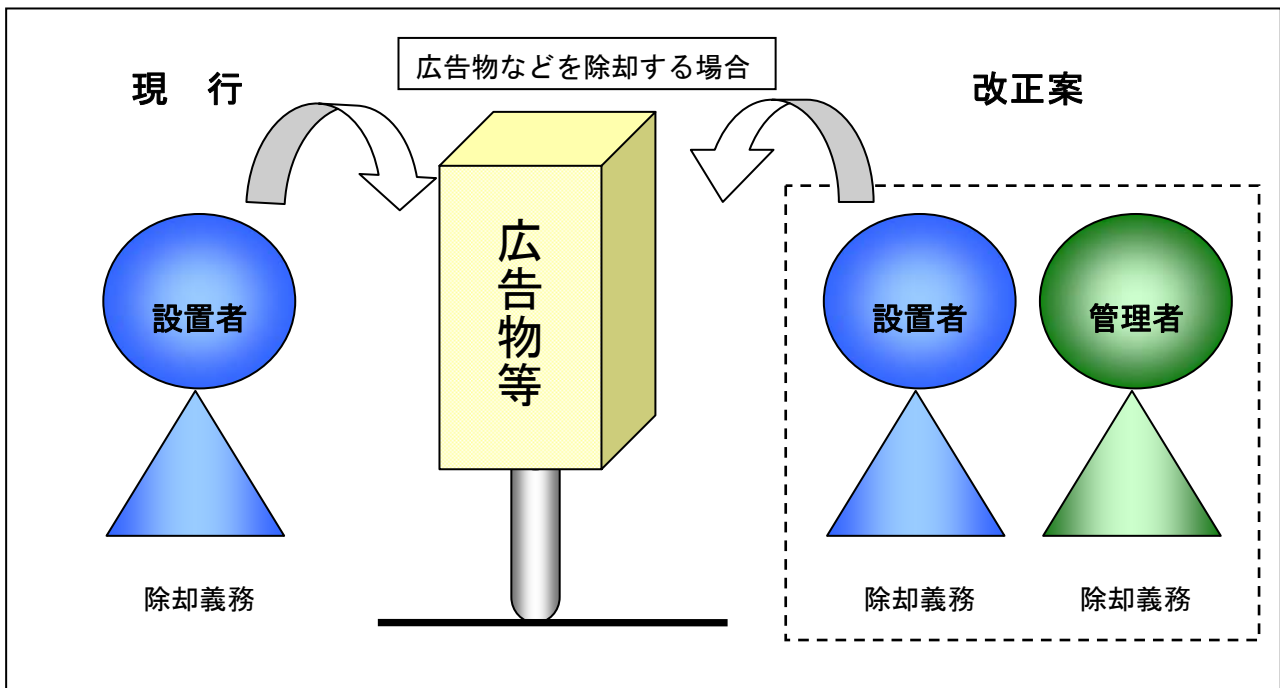 広告物などを除却する場合
現 行
改正案
広告物等
設置者
設置者
管理者
除却義務
除却義務
除却義務